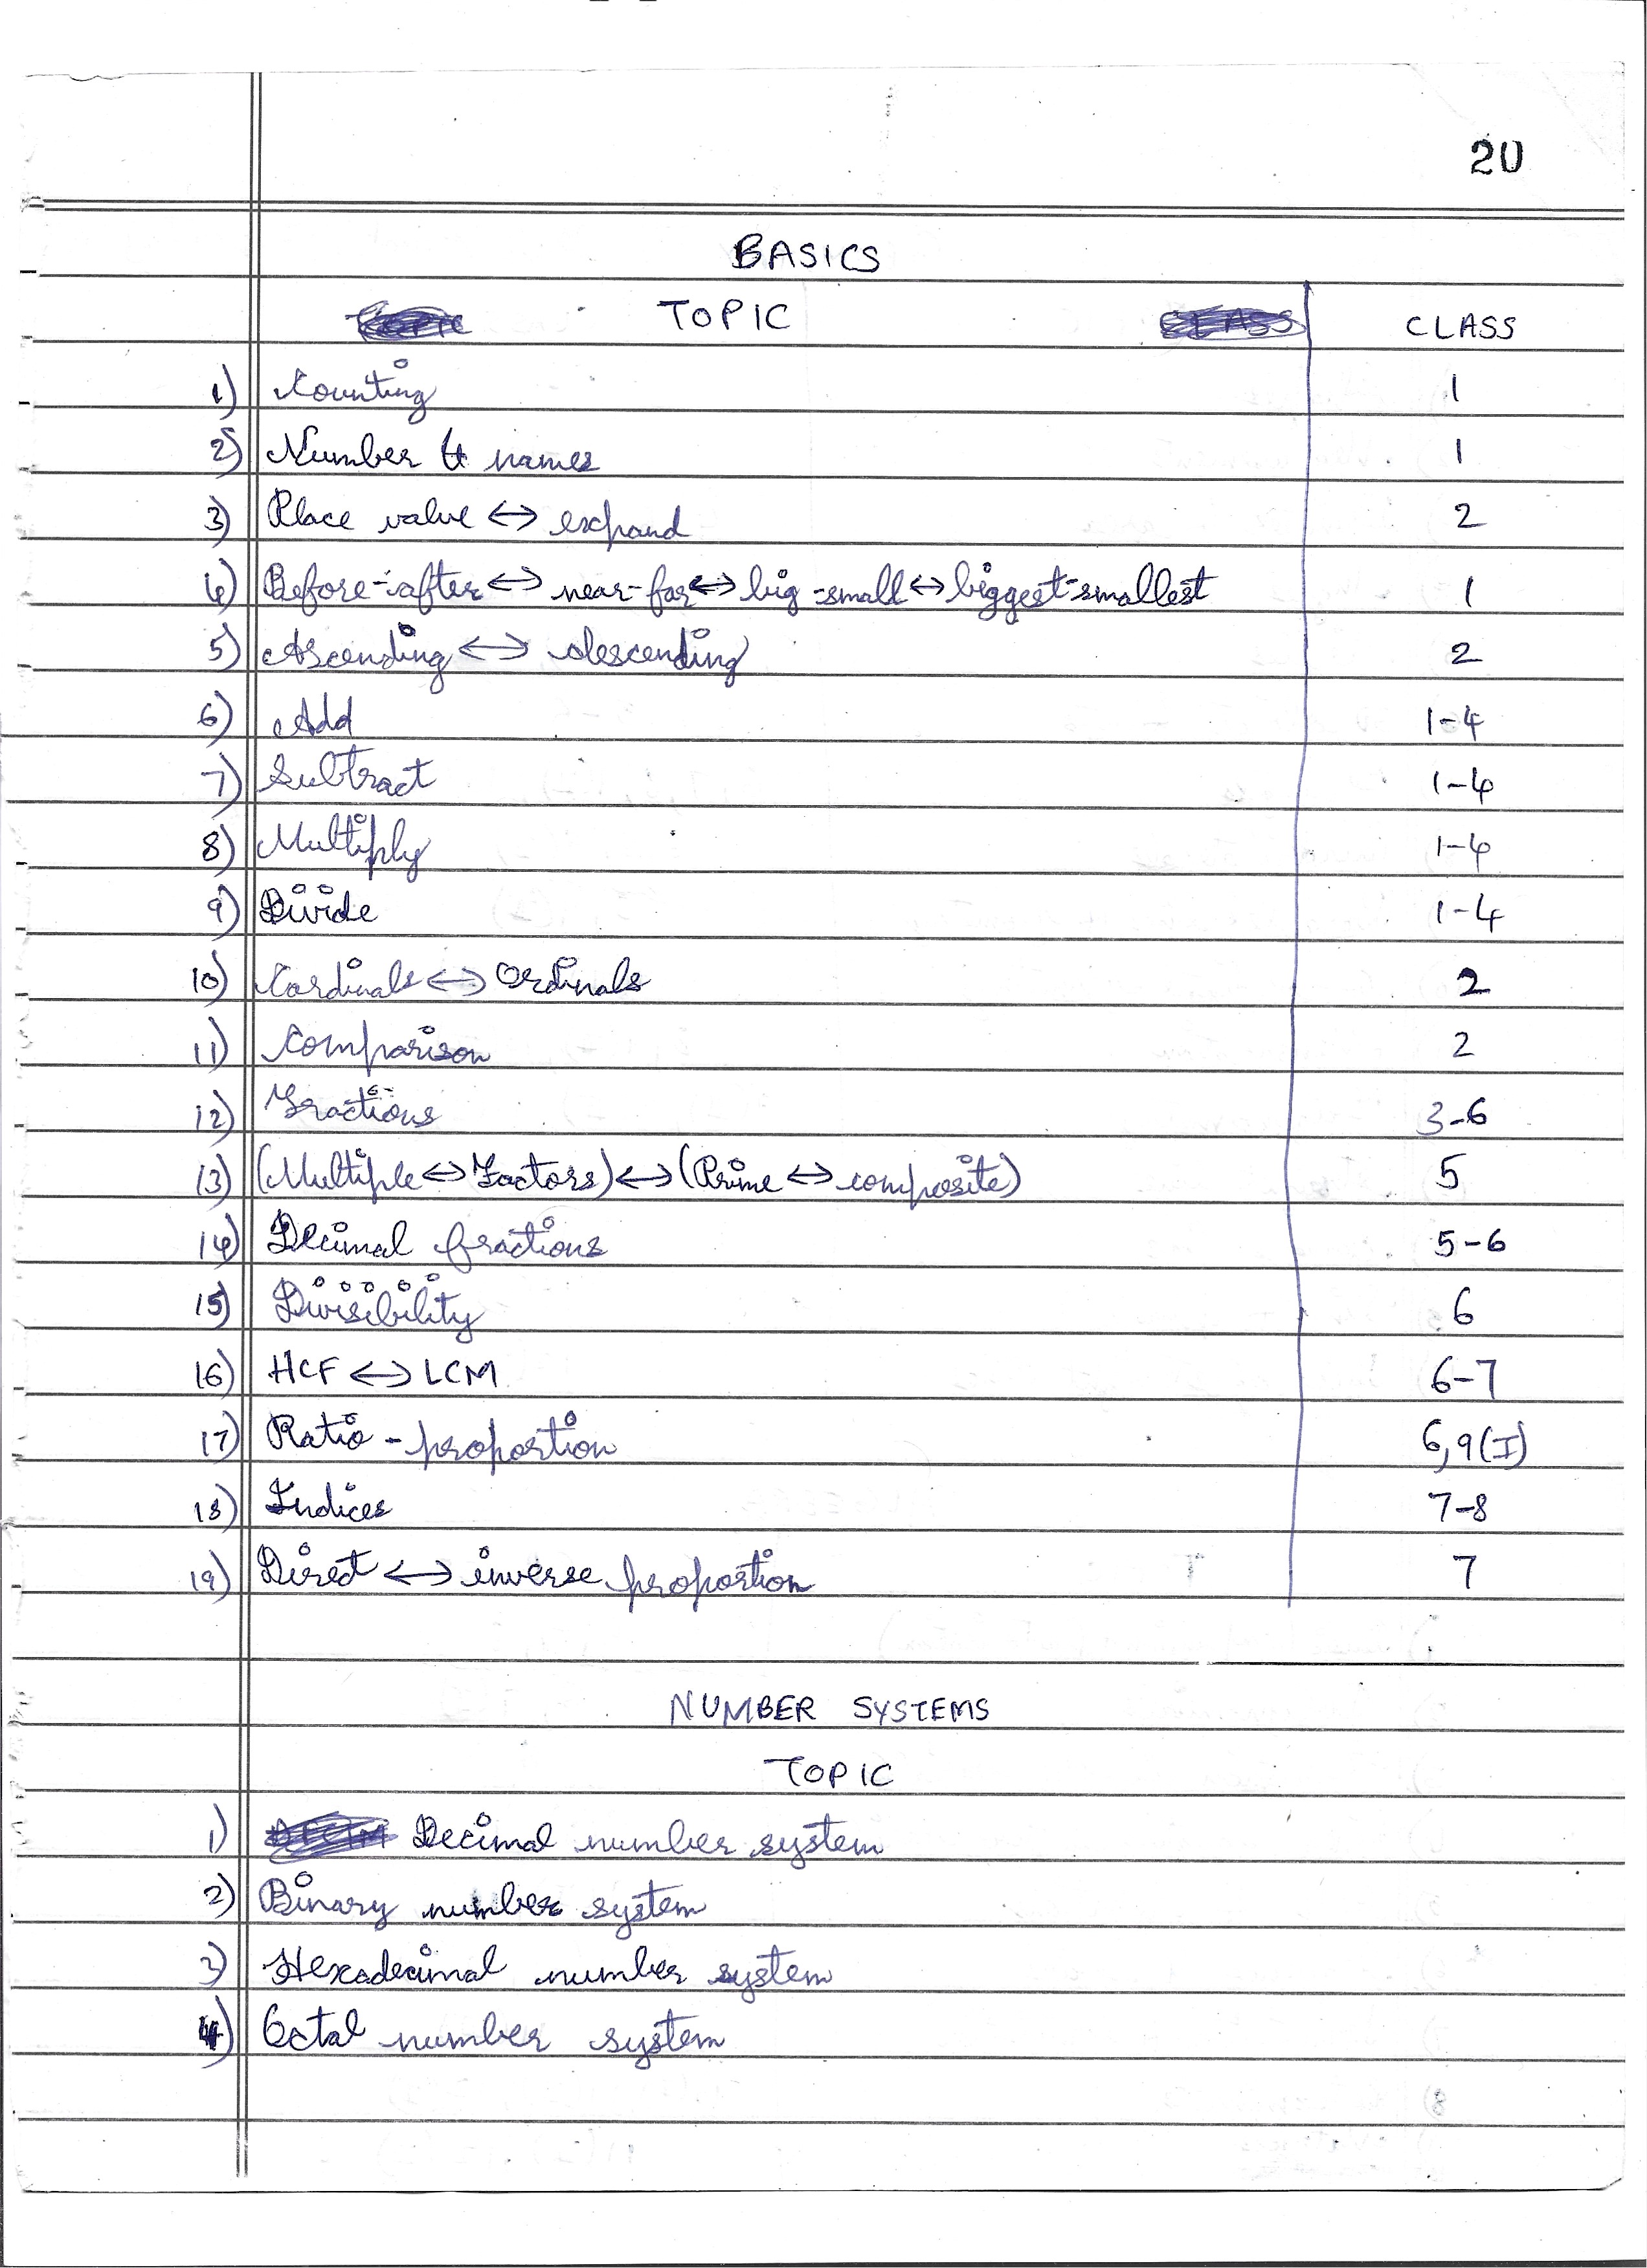 20
BASICS
TOPIC CLASS
1) Counting 1
2) Number & names 1
3) Place value ↔ expand 2
4) Before-after ↔ near-far ↔ big-small ↔ biggest-smallest 1
5) Ascending ↔ descending 2
6) Add 1-4
7) Subtract 1-4
8) Multiply 1-4
9) Divide 1-4
10) Cardinals ↔ Ordinals 2
11) Comparison 2
12) Fractions 3-6
13) (Multiple ↔ Factors) ↔ (Prime ↔ composite) 5
14) Decimal fractions 5-6
15) Divisibility 6
16) HCF ↔ LCM 6-7
17) Ratio - proportion 6,9(I)
18) Indices 7-8
19) Direct ↔ inverse proportion 7
NUMBER SYSTEMS
TOPIC
1) Decimal number system
2) Binary number system
3) Hexadecimal number system
4) Octal number system